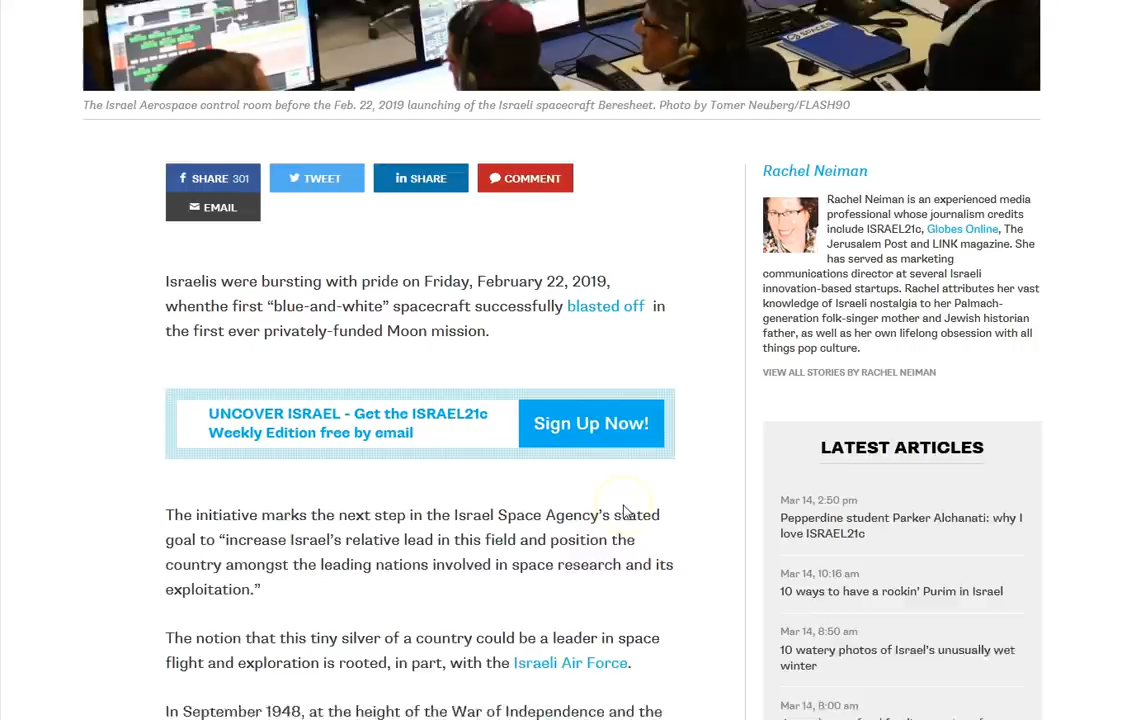 The Israel Aerospace control room before the Feb. 22, 2019 launching of the Israeli spacecraft Beresheet. Photo by Tomer Neuberg/FLASH90
SHARE 301
TWEET
SHARE
COMMENT
EMAIL
Israelis were bursting with pride on Friday, February 22, 2019,
whenthe first “blue-and-white” spacecraft successfully blasted off in
the first ever privately-funded Moon mission.
UNCOVER ISRAEL - Get the ISRAEL21c
Weekly Edition free by email
Sign Up Now!
The initiative marks the next step in the Israel Space Agency’s stated
goal to “increase Israel’s relative lead in this field and position the
country amongst the leading nations involved in space research and its
exploitation.”
The notion that this tiny silver of a country could be a leader in space
flight and exploration is rooted, in part, with the Israeli Air Force.
In September 1948, at the height of the War of Independence and the
Rachel Neiman
Rachel Neiman is an experienced media
professional whose journalism credits
include ISRAEL21c, Globes Online, The
Jerusalem Post and LINK magazine. She
has served as marketing
communications director at several Israeli
innovation-based startups. Rachel attributes her vast
knowledge of Israeli nostalgia to her Palmach-
generation folk-singer mother and Jewish historian
father, as well as her own lifelong obsession with all
things pop culture.
VIEW ALL STORIES BY RACHEL NEIMAN
LATEST ARTICLES
Mar 14, 2:50 pm
Pepperdine student Parker Alchanati: why I
love ISRAEL21c
Mar 14, 10:16 am
10 ways to have a rockin’ Purim in Israel
Mar 14, 8:50 am
10 watery photos of Israel’s unusually wet
winter
Mar 14, 8:00 am